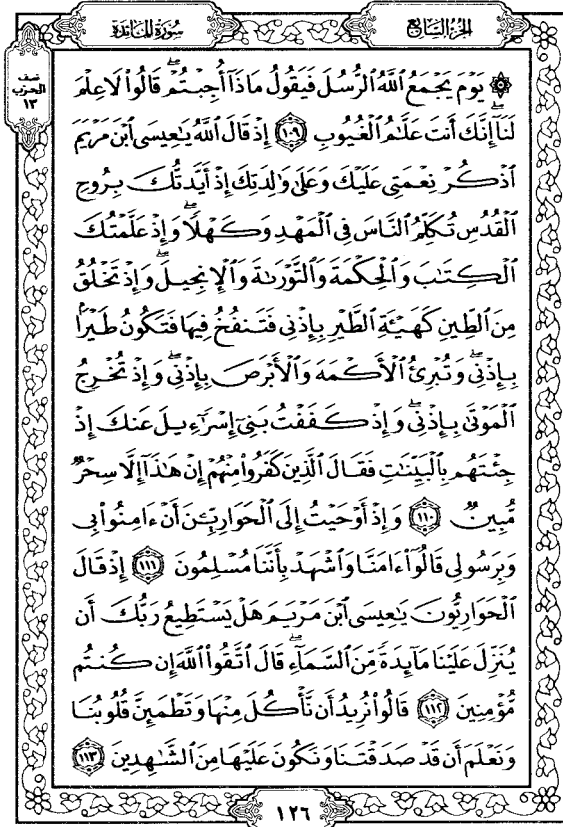 الجزء السابع
سورة المائدة
نصف
الحزب
١٣
۞ يَوْمَ يَجْمَعُ ٱللَّهُ ٱلرُّسُلَ فَيَقُولُ مَاذَآ أُجِبْتُمْ ۖ قَالُوا۟ لَا عِلْمَ
لَنَآ ۖ إِنَّكَ أَنتَ عَلَّـٰمُ ٱلْغُيُوبِ ١٠٩ إِذْ قَالَ ٱللَّهُ يَـٰعِيسَى ٱبْنَ مَرْيَمَ
ٱذْكُرْ نِعْمَتِى عَلَيْكَ وَعَلَىٰ وَٰلِدَتِكَ إِذْ أَيَّدتُّكَ بِرُوحِ
ٱلْقُدُسِ تُكَلِّمُ ٱلنَّاسَ فِى ٱلْمَهْدِ وَكَهْلًا ۖ وَإِذْ عَلَّمْتُكَ
ٱلْكِتَـٰبَ وَٱلْحِكْمَةَ وَٱلتَّوْرَىٰةَ وَٱلْإِنجِيلَ ۖ وَإِذْ تَخْلُقُ
مِنَ ٱلطِّينِ كَهَيْـَٔةِ ٱلطَّيْرِ بِإِذْنِى فَتَنفُخُ فِيهَا فَتَكُونُ طَيْرًۢا
بِإِذْنِى ۖ وَتُبْرِئُ ٱلْأَكْمَهَ وَٱلْأَبْرَصَ بِإِذْنِى ۖ وَإِذْ تُخْرِجُ
ٱلْمَوْتَىٰ بِإِذْنِى ۖ وَإِذْ كَفَفْتُ بَنِىٓ إِسْرَٰٓءِيلَ عَنكَ إِذْ
جِئْتَهُم بِٱلْبَيِّنَـٰتِ فَقَالَ ٱلَّذِينَ كَفَرُوا۟ مِنْهُمْ إِنْ هَـٰذَآ إِلَّا سِحْرٌ
مُّبِينٌ ١١٠ وَإِذْ أَوْحَيْتُ إِلَى ٱلْحَوَارِيِّـۧنَ أَنْ ءَامِنُوا۟ بِى
وَبِرَسُولِى قَالُوٓا۟ ءَامَنَّا وَٱشْهَدْ بِأَنَّنَا مُسْلِمُونَ ١١١ إِذْ قَالَ
ٱلْحَوَارِيُّونَ يَـٰعِيسَى ٱبْنَ مَرْيَمَ هَلْ يَسْتَطِيعُ رَبُّكَ أَن
يُنَزِّلَ عَلَيْنَا مَآئِدَةً مِّنَ ٱلسَّمَآءِ ۖ قَالَ ٱتَّقُوا۟ ٱللَّهَ إِن كُنتُم
مُّؤْمِنِينَ ١١٢ قَالُوا۟ نُرِيدُ أَن نَّأْكُلَ مِنْهَا وَتَطْمَئِنَّ قُلُوبُنَا
وَنَعْلَمَ أَن قَدْ صَدَقْتَنَا وَنَكُونَ عَلَيْهَا مِنَ ٱلشَّـٰهِدِينَ ١١٣
١٢٦